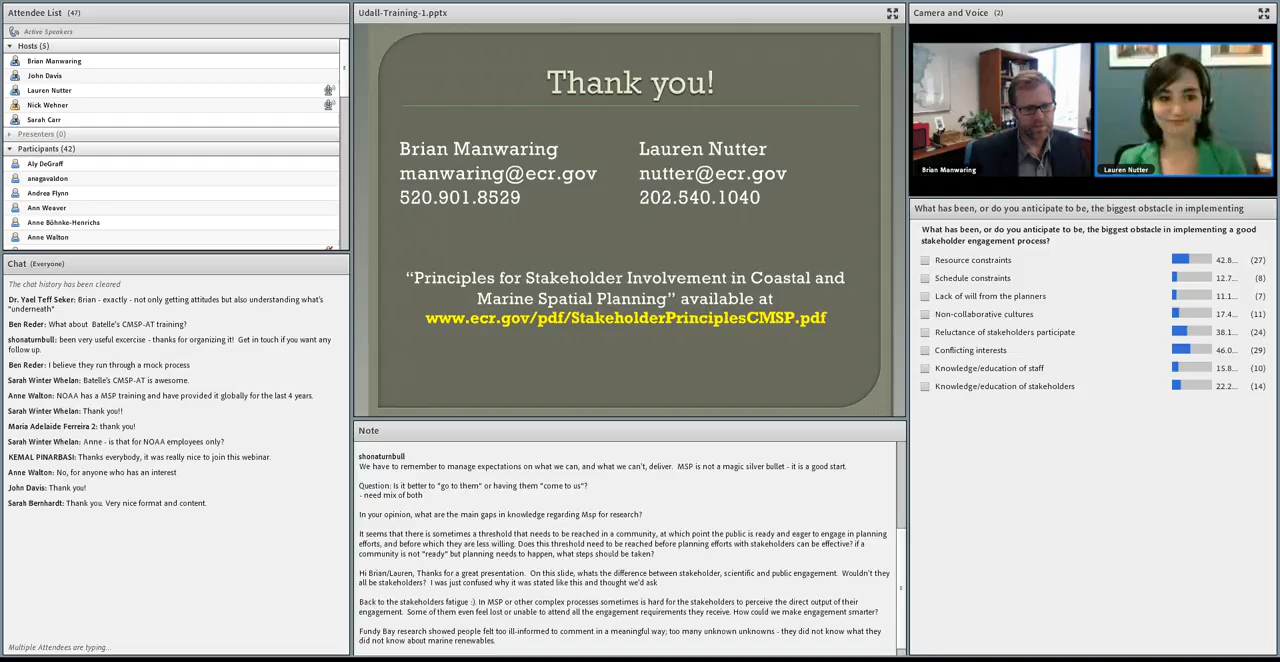 Attendee List (47)
Active Speakers
Hosts (5)
Brian Manwaring
John Davis
Lauren Nutter
Nick Wehner
Sarah Carr
Presenters (0)
Participants (42)
Aly DeGraff
anagavaldon
Andrea Flynn
Ann Weaver
Anne Böhnke-Henrichs
Anne Walton
Chat (Everyone)
The chat history has been cleared
Dr. Yael Teff Seker: Brian - exactly - not only getting attitudes but also understanding what's
"underneath"
Ben Reder: What about Batelle's CMSP-AT training?
shonaturnbull: been very useful excercise - thanks for organizing it! Get in touch if you want any
follow up.
Ben Reder: I believe they run through a mock process
Sarah Winter Whelan: Batelle's CMSP-AT is awesome.
Anne Walton: NOAA has a MSP training and have provided it globally for the last 4 years.
Sarah Winter Whelan: Thank you!!
Maria Adelaide Ferreira 2: thank you!
Sarah Winter Whelan: Anne - is that for NOAA employees only?
KEMAL PINARBASI: Thanks everybody, it was really nice to join this webinar.
Anne Walton: No, for anyone who has an interest
John Davis: Thank you!
Sarah Bernhardt: Thank you. Very nice format and content.
Multiple Attendees are typing...
Udall-Training-1.pptx
Thank you!
Brian Manwaring
manwaring@ecr.gov
520.901.8529
Lauren Nutter
nutter@ecr.gov
202.540.1040
“Principles for Stakeholder Involvement in Coastal and
Marine Spatial Planning” available at
www.ecr.gov/pdf/StakeholderPrinciplesCMSP.pdf
Note
shonaturnbull
We have to remember to manage expectations on what we can, and what we can't, deliver. MSP is not a magic silver bullet - it is a good start.
Question: Is it better to "go to them" or having them "come to us"?
- need mix of both
In your opinion, what are the main gaps in knowledge regarding Msp for research?
It seems that there is sometimes a threshold that needs to be reached in a community, at which point the public is ready and eager to engage in planning
efforts, and before which they are less willing. Does this threshold need to be reached before planning efforts with stakeholders can be effective? if a
community is not "ready" but planning needs to happen, what steps should be taken?
Hi Brian/Lauren, Thanks for a great presentation. On this slide, whats the difference between stakeholder, scientific and public engagement. Wouldn't they
all be stakeholders? I was just confused why it was stated like this and thought we'd ask
Back to the stakeholders fatigue :). In MSP or other complex processes sometimes is hard for the stakeholders to perceive the direct output of their
engagement. Some of them even feel lost or unable to attend all the engagement requirements they receive. How could we make engagement smarter?
Fundy Bay research showed people felt too ill-informed to comment in a meaningful way; too many unknown unknowns - they did not know what they
did not know about marine renewables.
Camera and Voice (2)
Brian Manwaring
Lauren Nutter
What has been, or do you anticipate to be, the biggest obstacle in implementing
What has been, or do you anticipate to be, the biggest obstacle in implementing a good
stakeholder engagement process?
Resource constraints 42.8... (27)
Schedule constraints 12.7... (8)
Lack of will from the planners 11.1... (7)
Non-collaborative cultures 17.4... (11)
Reluctance of stakeholders participate 38.1... (24)
Conflicting interests 46.0... (29)
Knowledge/education of staff 15.8... (10)
Knowledge/education of stakeholders 22.2... (14)